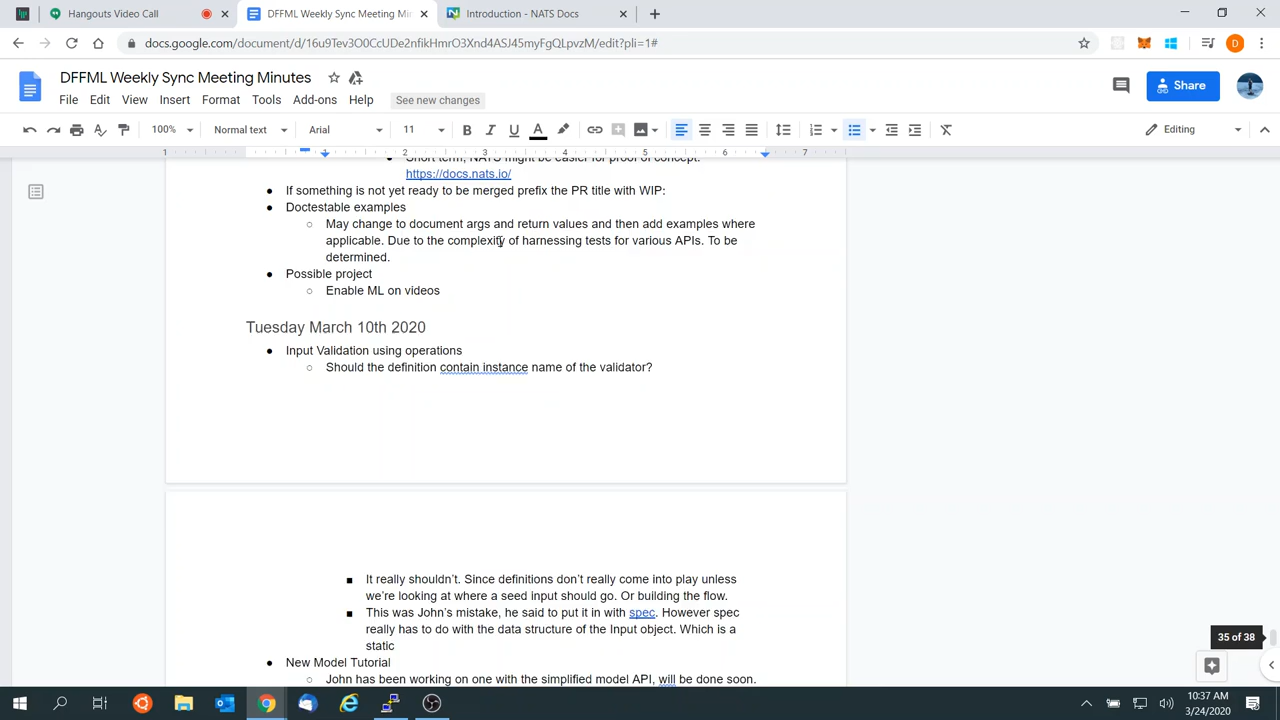 Hangouts Video Call
DFFML Weekly Sync Meeting Min
Introduction - NATS Docs
docs.google.com/document/d/16u9Tev3O0CcUDe2nfikHmrO3Xnd4ASJ45myFgQLpvzM/edit?pli=1#
DFFML Weekly Sync Meeting Minutes
File Edit View Insert Format Tools Add-ons Help See new changes
Share
100% Normal text Arial 11 B I U A Editing
1 1 2 3 4 5 6 7
Short term, NATS might be easier for proof of concept.
https://docs.nats.io/
If something is not yet ready to be merged prefix the PR title with WIP:
Doctestable examples
May change to document args and return values and then add examples where
applicable. Due to the complexity of harnessing tests for various APIs. To be
determined.
Possible project
Enable ML on videos
Tuesday March 10th 2020
Input Validation using operations
Should the definition contain instance name of the validator?
It really shouldn't. Since definitions don't really come into play unless
we're looking at where a seed input should go. Or building the flow.
This was John's mistake, he said to put it in with spec. However spec
really has to do with the data structure of the Input object. Which is a
static
35 of 38
New Model Tutorial
John has been working on one with the simplified model API, will be done soon.
10:37 AM
3/24/2020